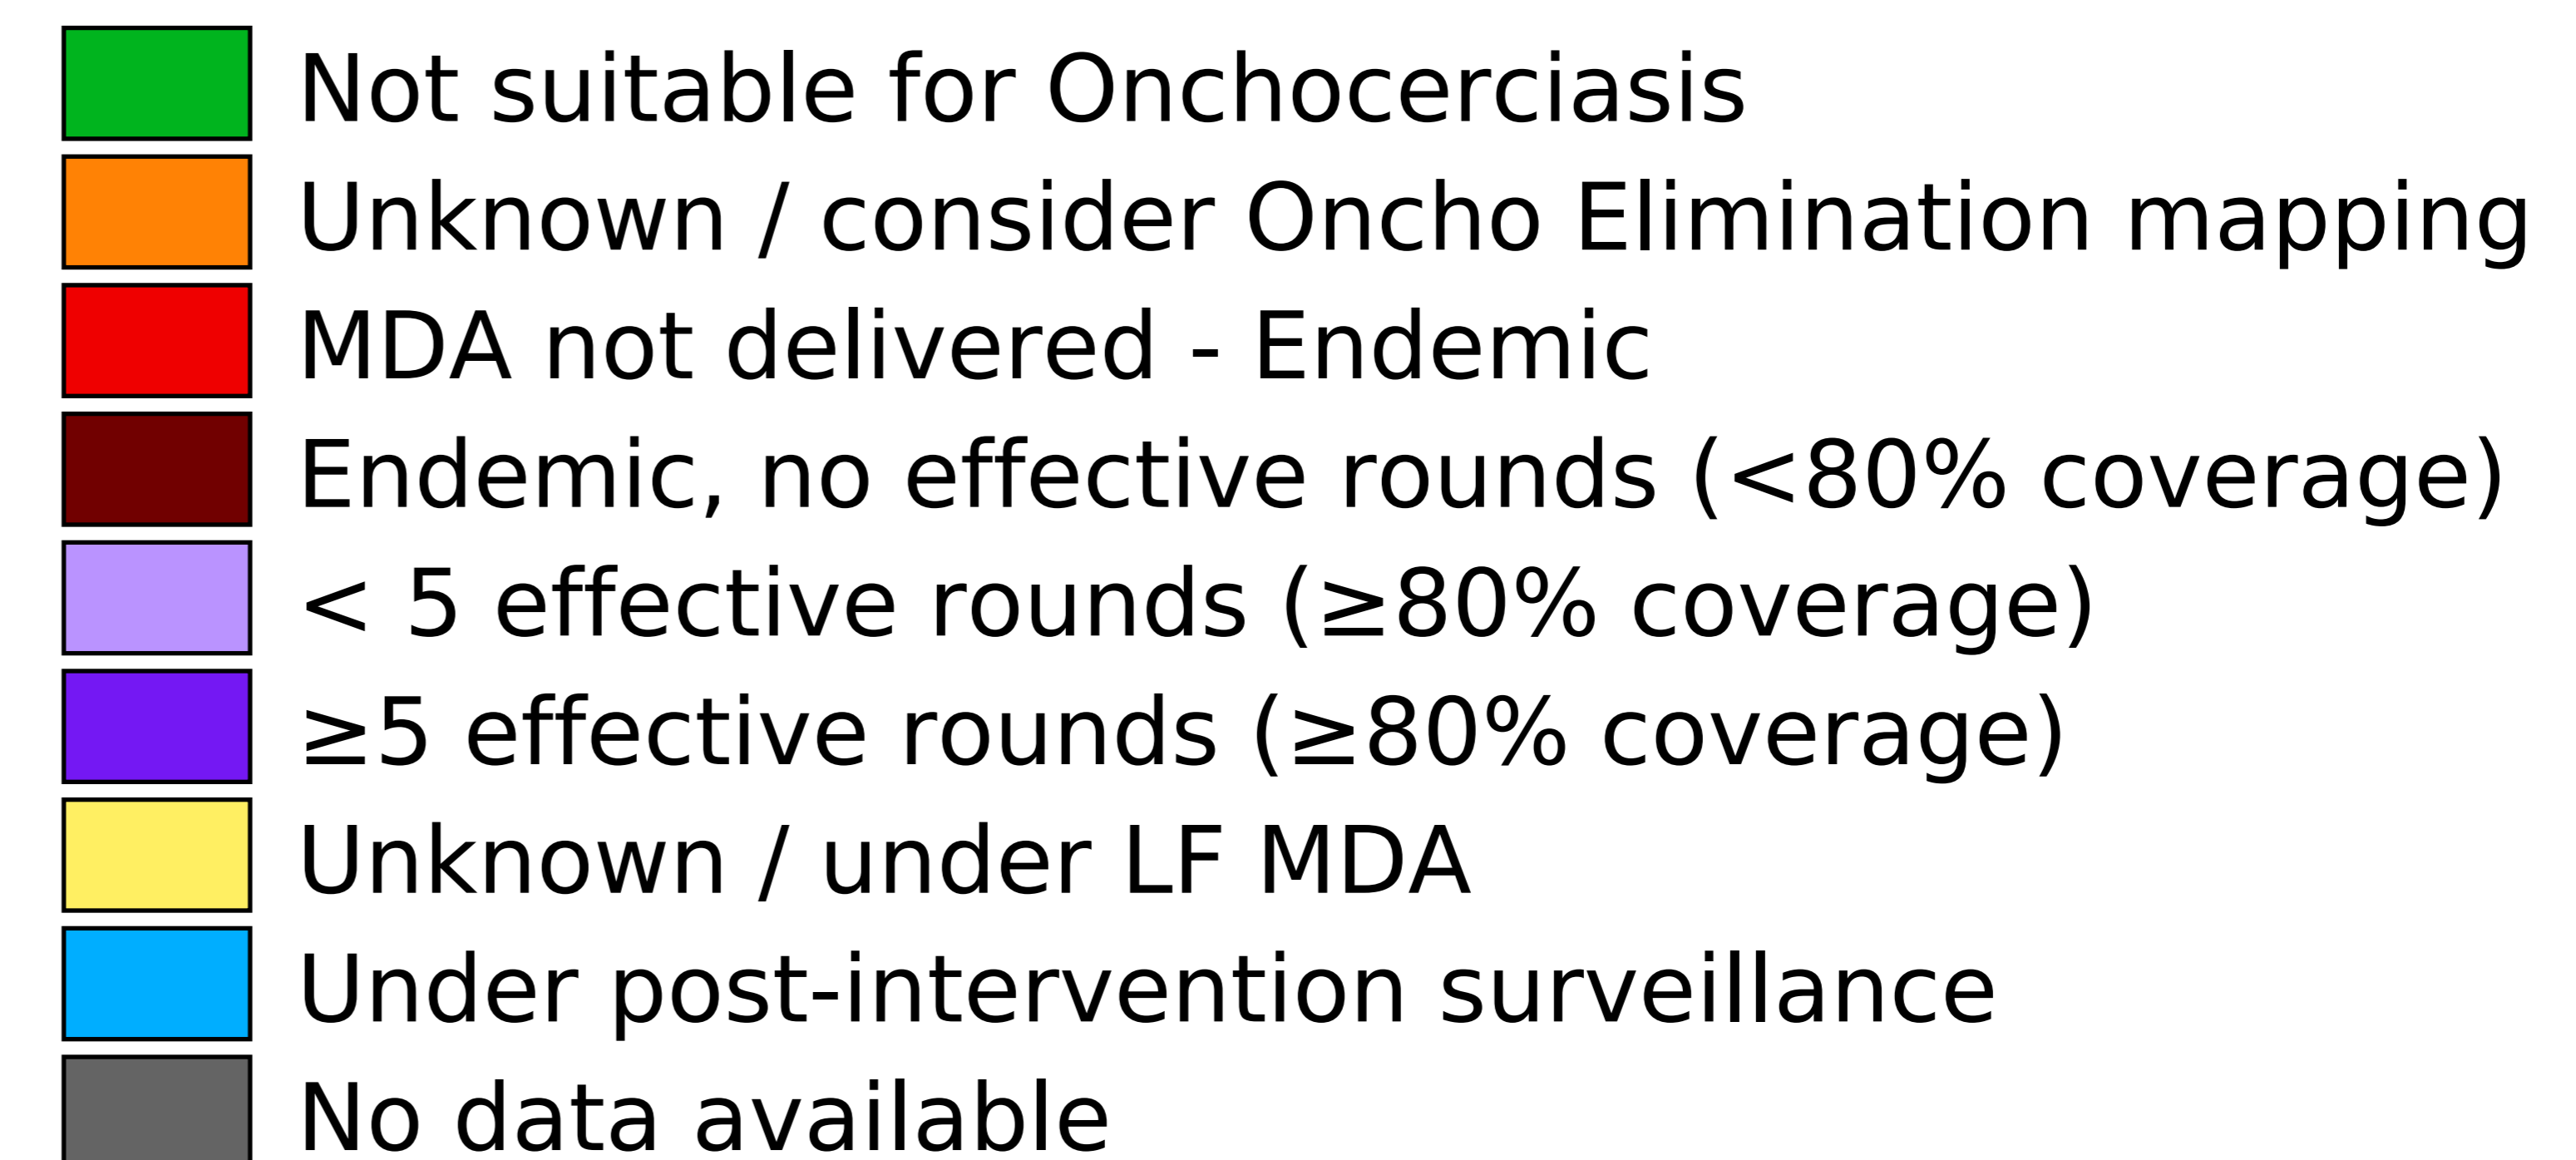 Not suitable for Onchocerciasis
Unknown / consider Oncho Elimination mapping
MDA not delivered - Endemic
Endemic, no effective rounds (<80% coverage)
< 5 effective rounds (≥80% coverage)
≥5 effective rounds (≥80% coverage)
Unknown / under LF MDA
Under post-intervention surveillance
No data available